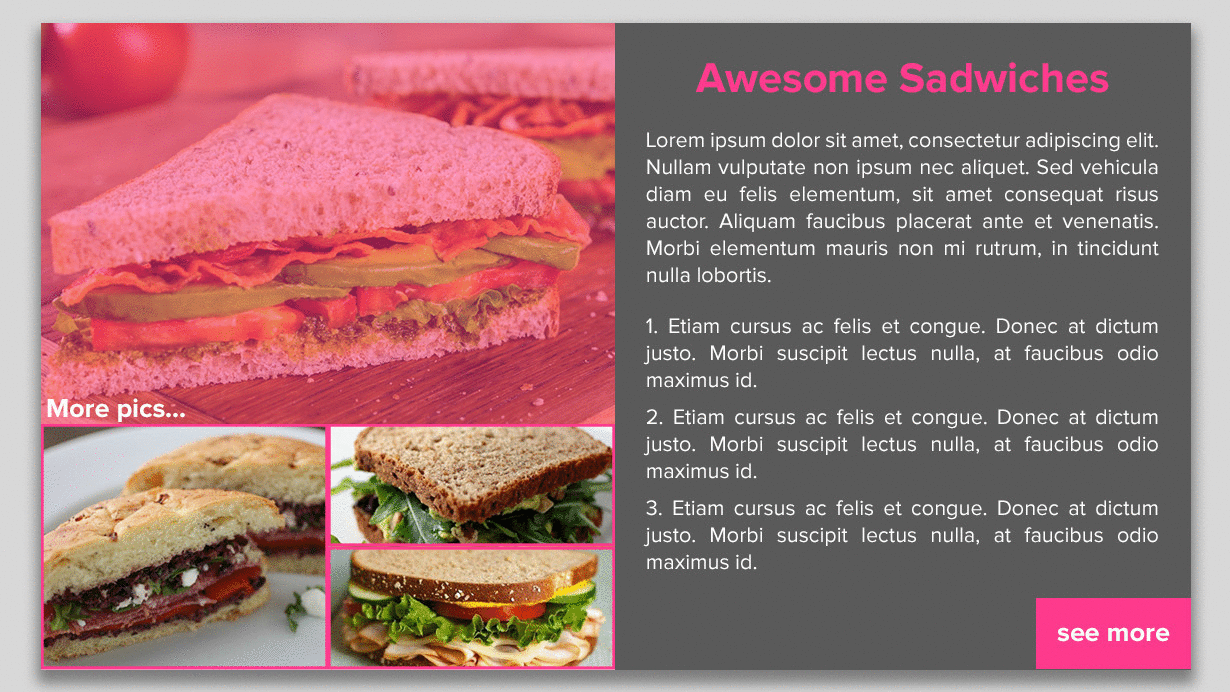 Awesome Sadwiches
Lorem ipsum dolor sit amet, consectetur adipiscing elit.
Nullam vulputate non ipsum nec aliquet. Sed vehicula
diam eu felis elementum, sit amet consequat risus
auctor. Aliquam faucibus placerat ante et venenatis.
Morbi elementum mauris non mi rutrum, in tincidunt
nulla lobortis.
1. Etiam cursus ac felis et congue. Donec at dictum
justo. Morbi suscipit lectus nulla, at faucibus odio
maximus id.
2. Etiam cursus ac felis et congue. Donec at dictum
justo. Morbi suscipit lectus nulla, at faucibus odio
maximus id.
3. Etiam cursus ac felis et congue. Donec at dictum
justo. Morbi suscipit lectus nulla, at faucibus odio
maximus id.
More pics...
see more